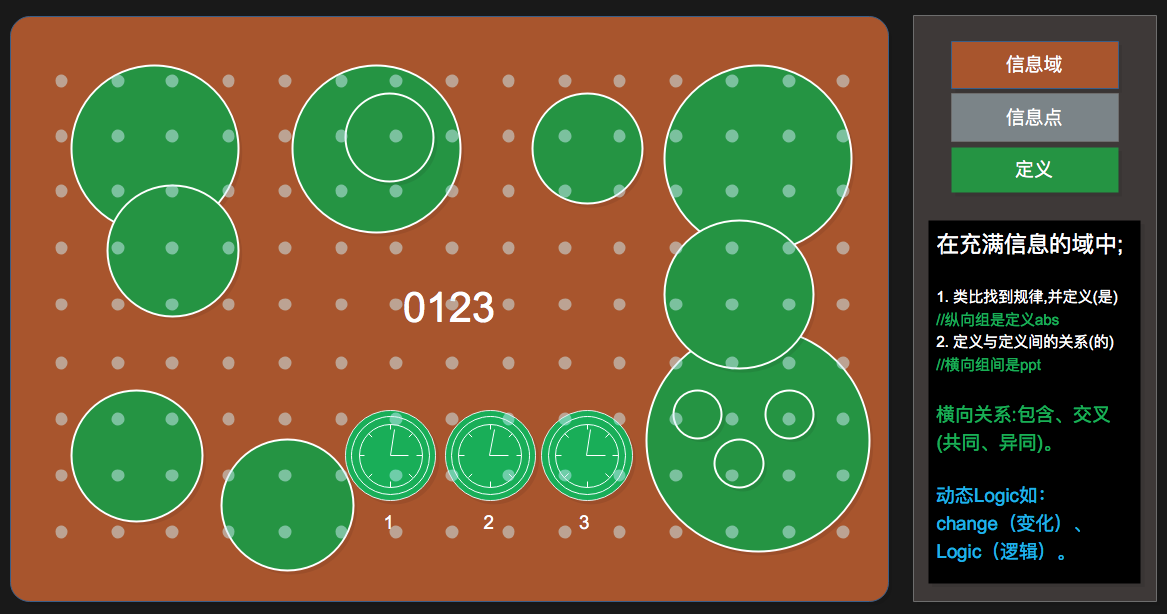 0123
1
2
3
信息域
信息点
定义
在充满信息的域中;
1. 类比找到规律,并定义(是)
//纵向组是定义abs
2. 定义与定义间的关系(的)
//横向组间是ppt
横向关系:包含、交叉
(共同、异同)。
动态Logic如：
change（变化）、
Logic（逻辑）。